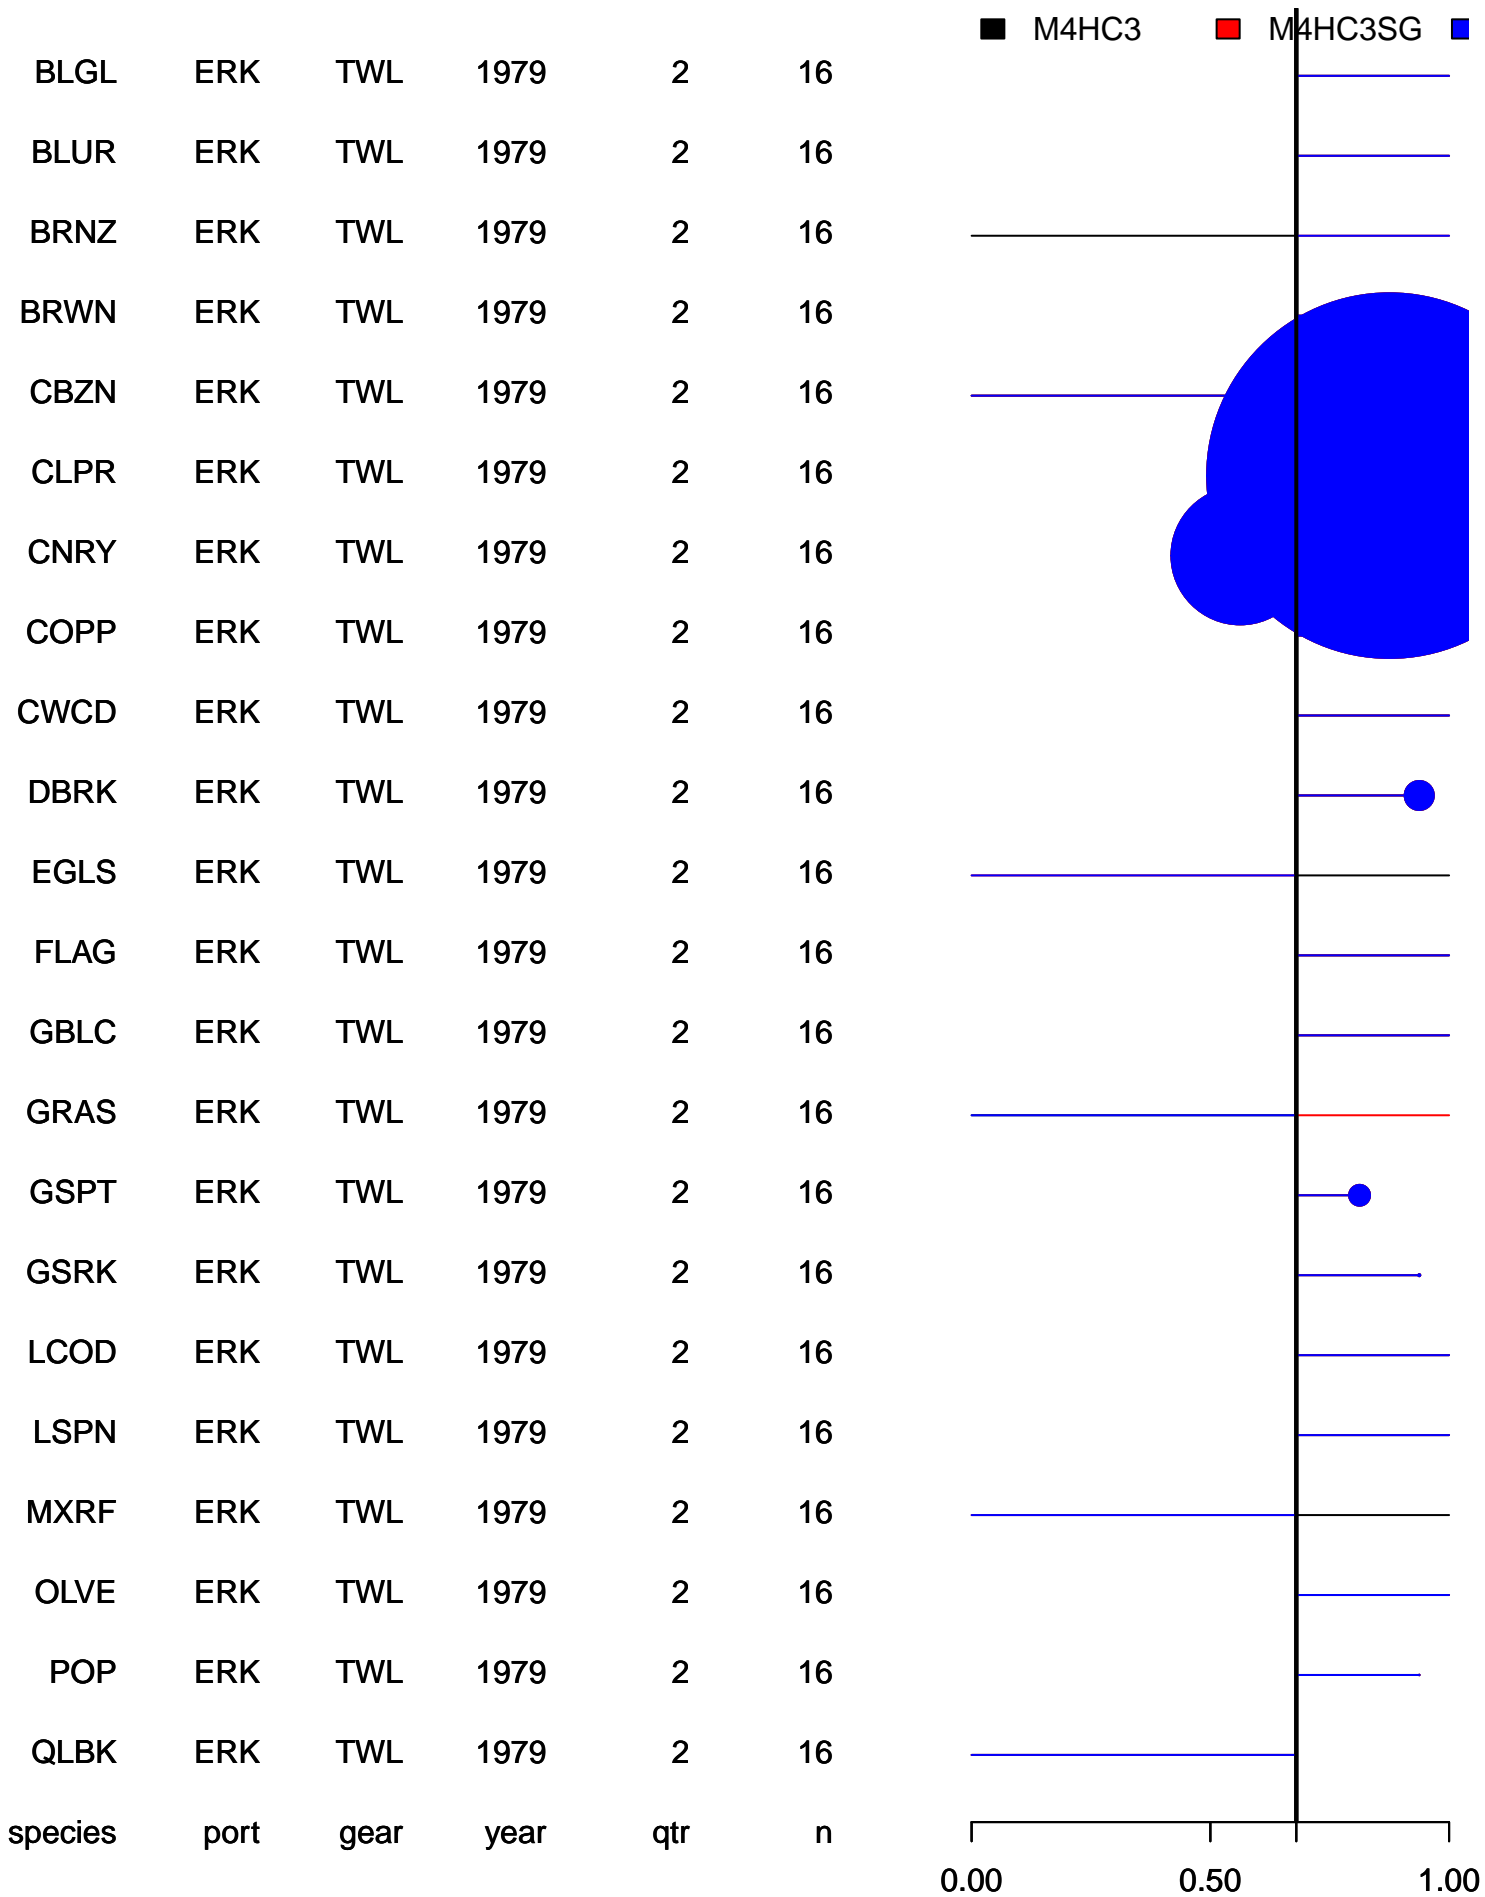 M4HC3 M4HC3SG
BLGL ERK TWL 1979 2 16
BLUR ERK TWL 1979 2 16
BRNZ ERK TWL 1979 2 16
BRWN ERK TWL 1979 2 16
CBZN ERK TWL 1979 2 16
CLPR ERK TWL 1979 2 16
CNRY ERK TWL 1979 2 16
COPP ERK TWL 1979 2 16
CWCD ERK TWL 1979 2 16
DBRK ERK TWL 1979 2 16
EGLS ERK TWL 1979 2 16
FLAG ERK TWL 1979 2 16
GBLC ERK TWL 1979 2 16
GRAS ERK TWL 1979 2 16
GSPT ERK TWL 1979 2 16
GSRK ERK TWL 1979 2 16
LCOD ERK TWL 1979 2 16
LSPN ERK TWL 1979 2 16
MXRF ERK TWL 1979 2 16
OLVE ERK TWL 1979 2 16
POP ERK TWL 1979 2 16
QLBK ERK TWL 1979 2 16
species port gear year qtr n
0.00 0.50 1.00